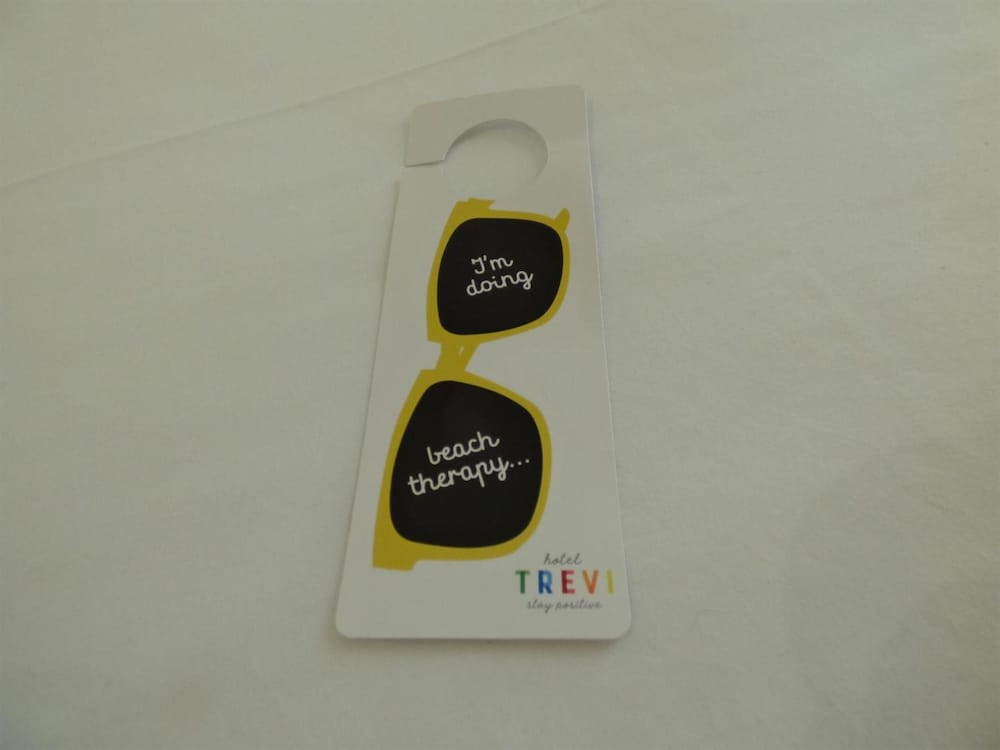 I'm
doing
beach
therapy...
hotel
TREVI
stay positive